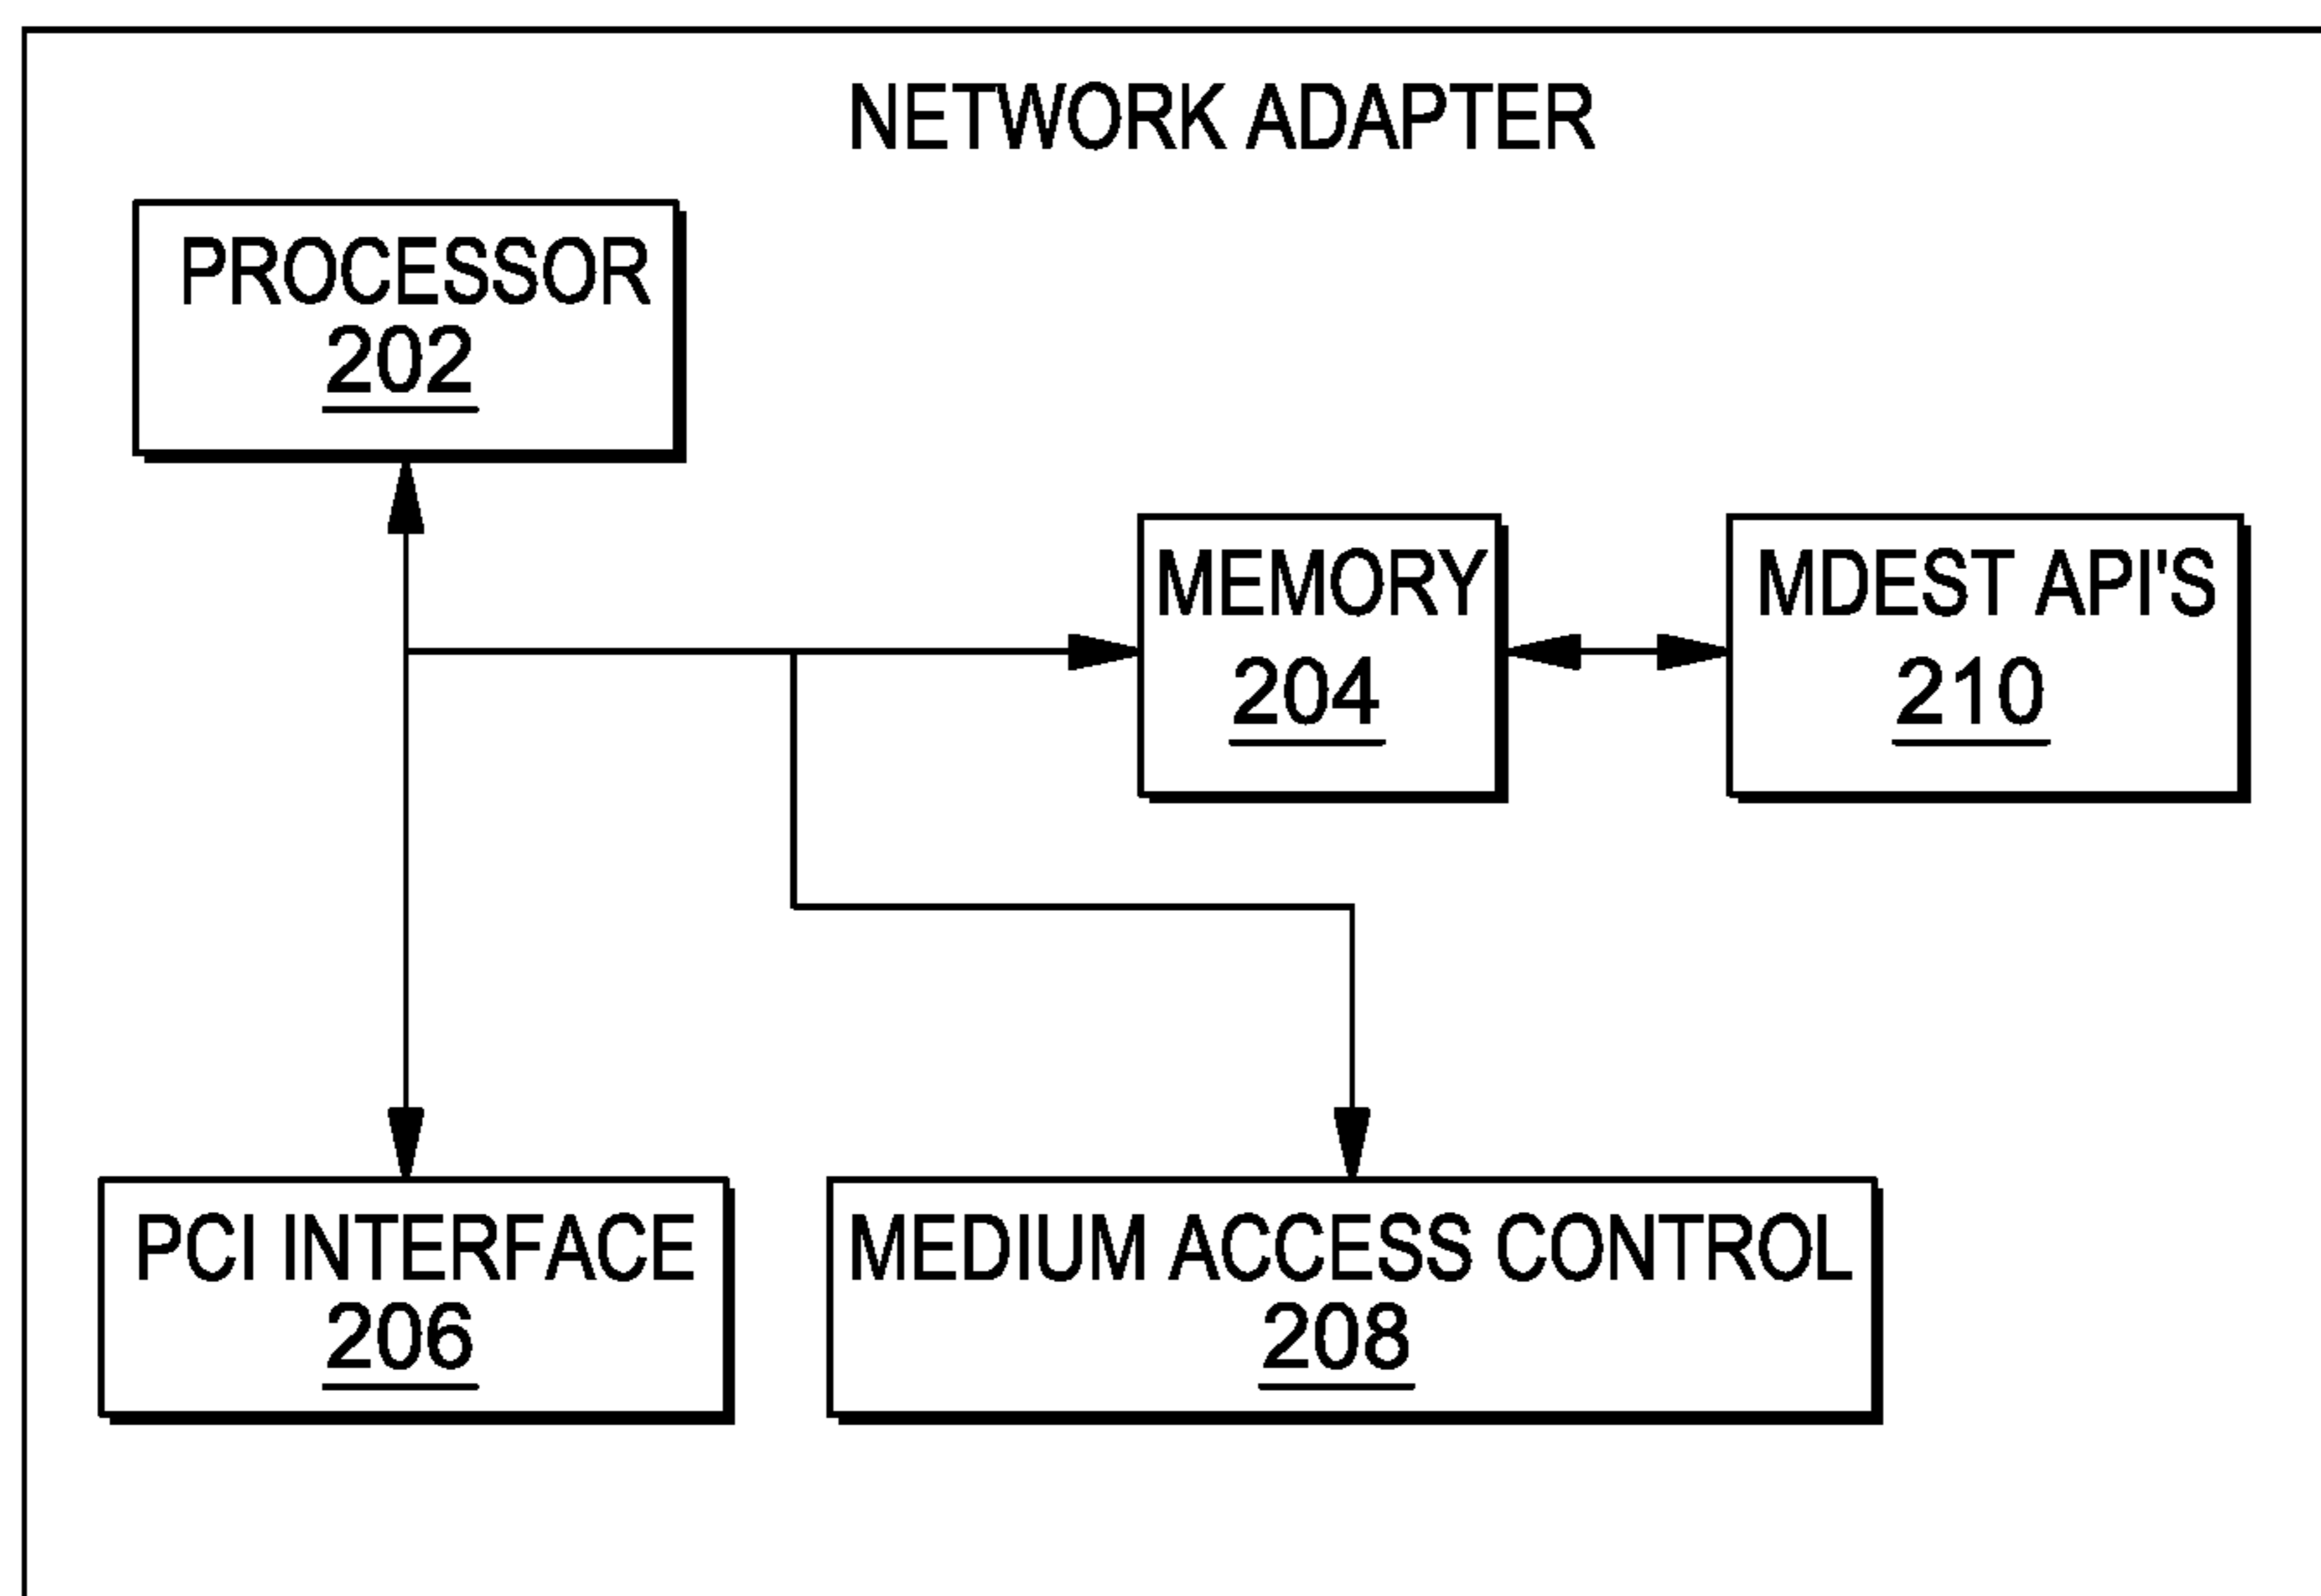 NETWORK ADAPTER
PROCESSOR
202
MEMORY
204
MDEST API'S
210
PCI INTERFACE
206
MEDIUM ACCESS CONTROL
208